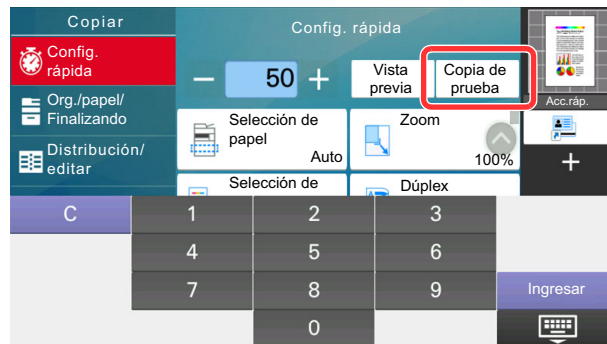 Copiar
Config. rápida
Config.
rápida
− 50 +
Vista
previa
Copia de
prueba
Org./papel/
Finalizando
Acc.ráp.
Selección de
papel
Auto
Zoom
100%
Distribución/
editar
+
Selección de
Dúplex
C
1 2 3
4 5 6
7 8 9
Ingresar
0